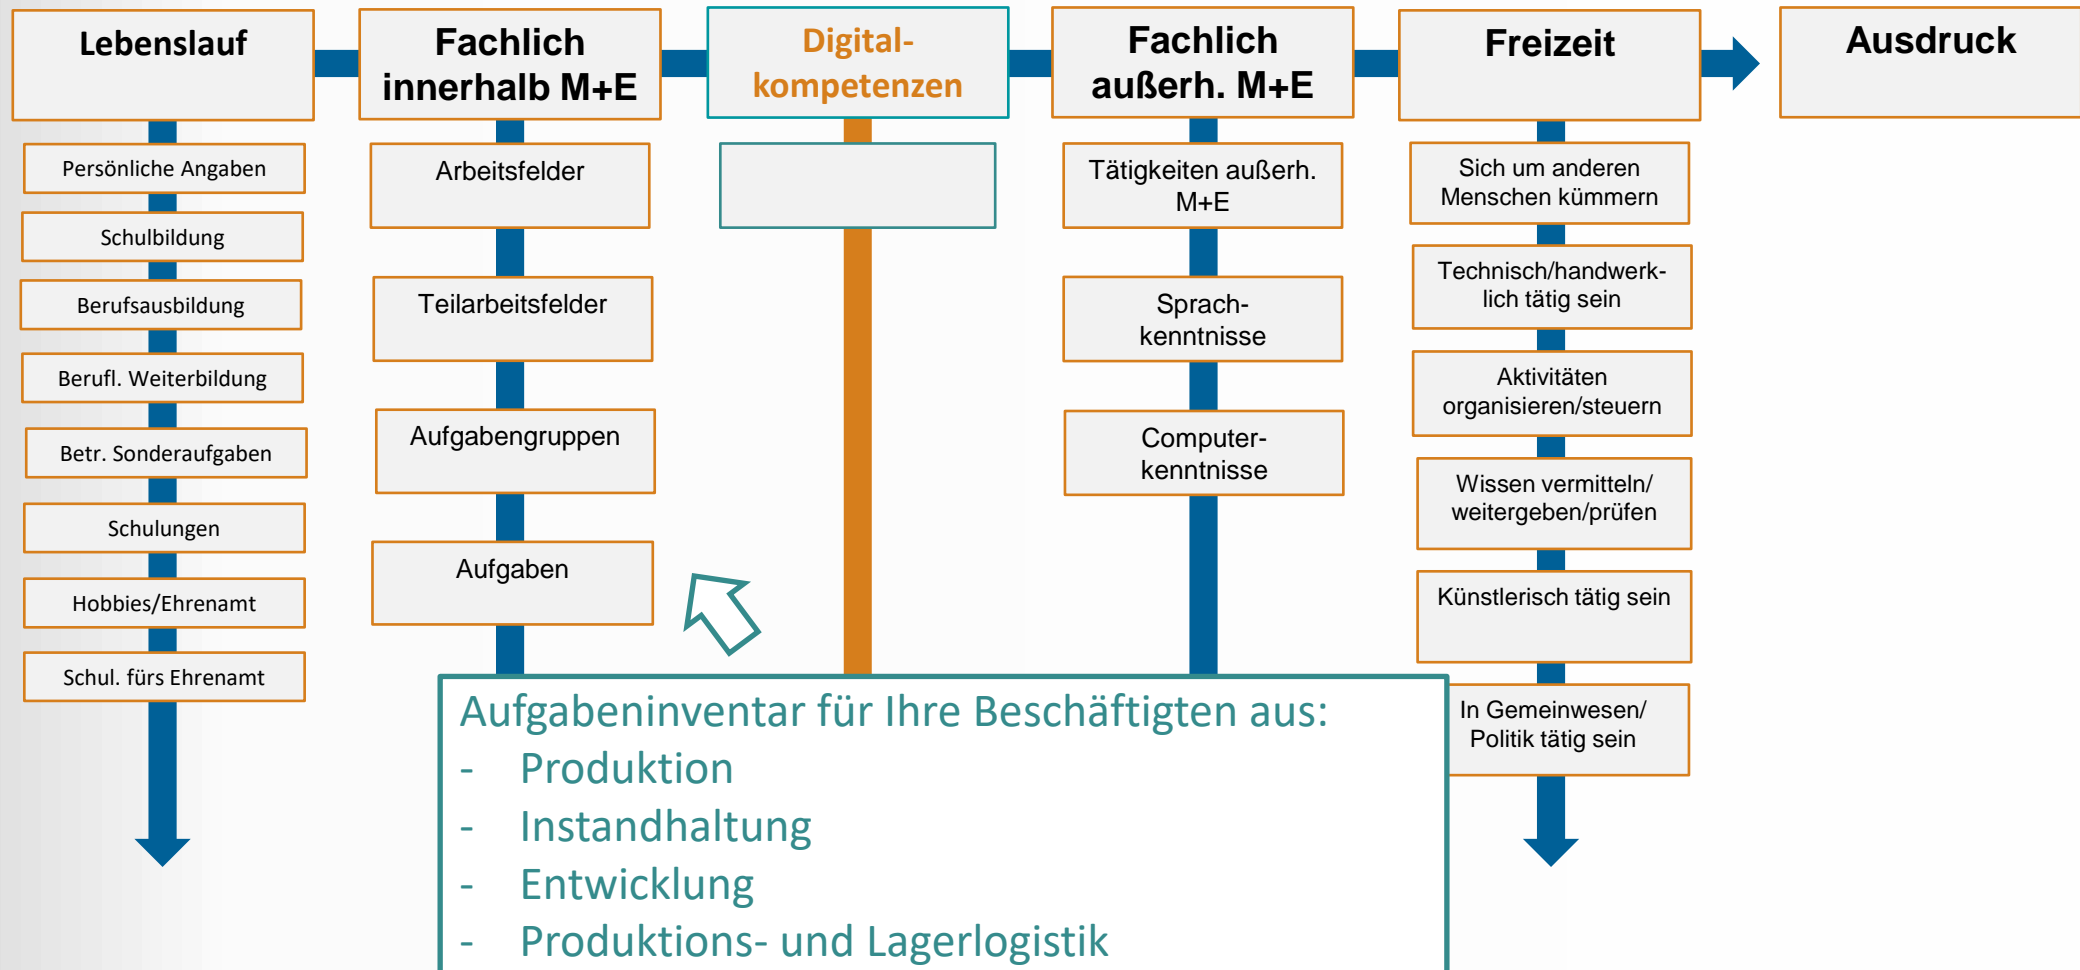 Lebenslauf
Persönliche Angaben
Schulbildung
Berufsausbildung
Berufl. Weiterbildung
Betr. Sonderaufgaben
Schulungen
Hobbies/Ehrenamt
Schul. fürs Ehrenamt
Fachlich
innerhalb M+E
Arbeitsfelder
Teilarbeitsfelder
Aufgabengruppen
Aufgaben
Digital-
kompetenzen
Fachlich
außerh. M+E
Tätigkeiten außerh.
M+E
Sprach-
kenntnisse
Computer-
kenntnisse
Freizeit
Sich um anderen
Menschen kümmern
Technisch/handwerk-
lich tätig sein
Aktivitäten
organisieren/steuern
Wissen vermitteln/
weitergeben/prüfen
Künstlerisch tätig sein
In Gemeinwesen/
Politik tätig sein
Ausdruck
Aufgabeninventar für Ihre Beschäftigten aus:
- Produktion
- Instandhaltung
- Entwicklung
- Produktions- und Lagerlogistik